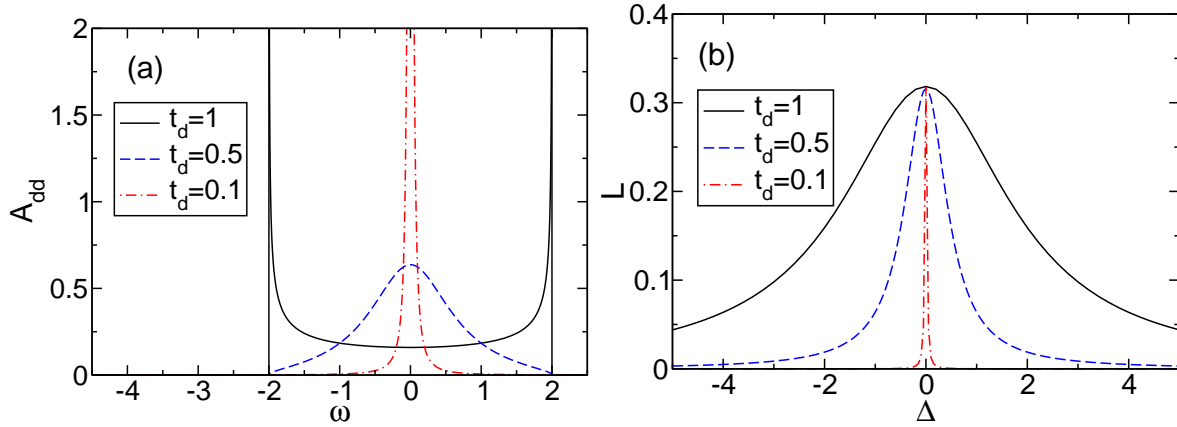 2
1.5
1
0.5
0
A_dd
(a)
t_d=1
t_d=0.5
t_d=0.1
-4 -3 -2 -1 0 1 2
ω
0.4
0.3
0.2
0.1
0
L
(b)
t_d=1
t_d=0.5
t_d=0.1
-4 -2 0 2 4
Δ